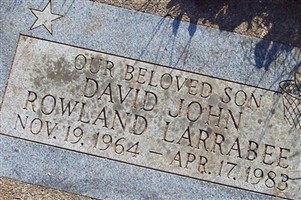 OUR BELOVED SON
DAVID JOHN
ROWLAND LARRABEE
NOV. 19. 1964 - APR. 17. 1983